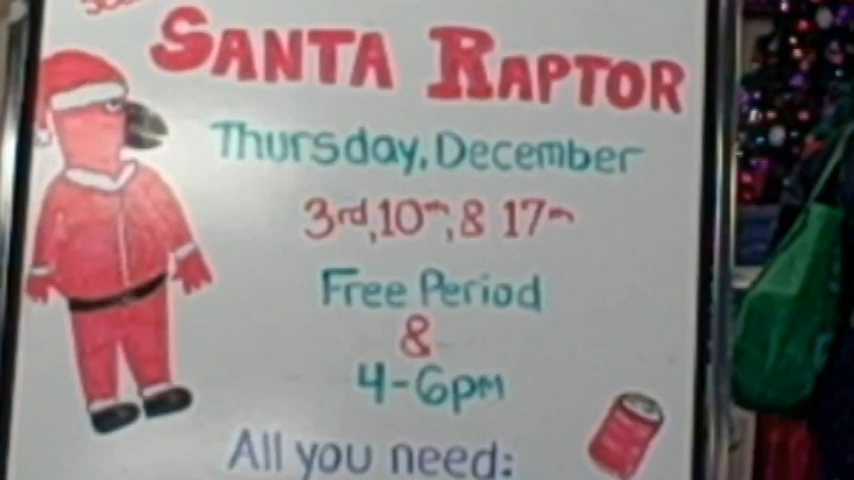 SANTA RAPTOR
Thursday, December
3rd, 10th, & 17th
Free Period
&
4-6pm
All you need: